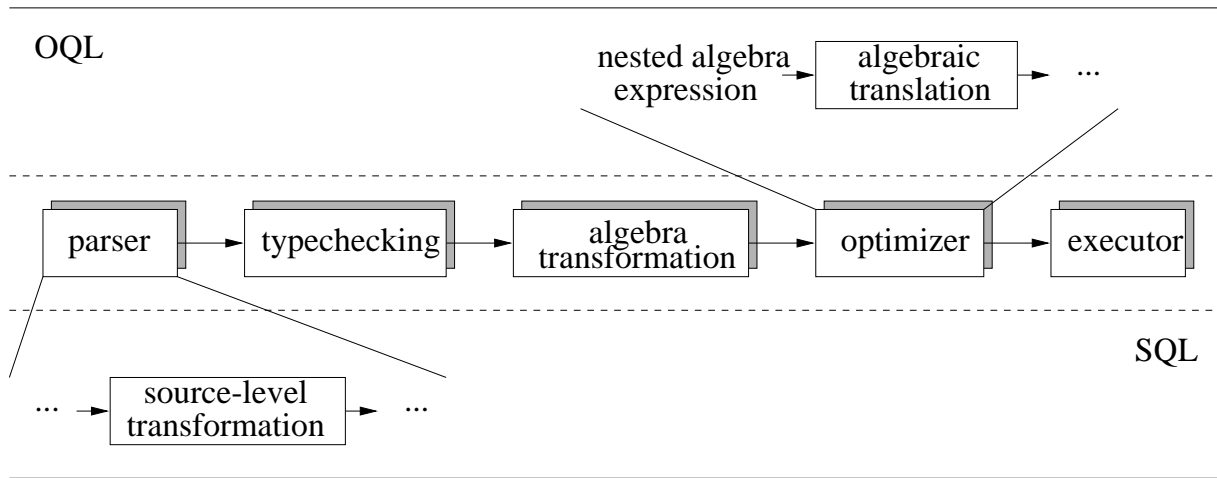 OQL
nested algebra
expression
algebraic
translation
...
parser
typechecking
algebra
transformation
optimizer
executor
SQL
...
source-level
transformation
...